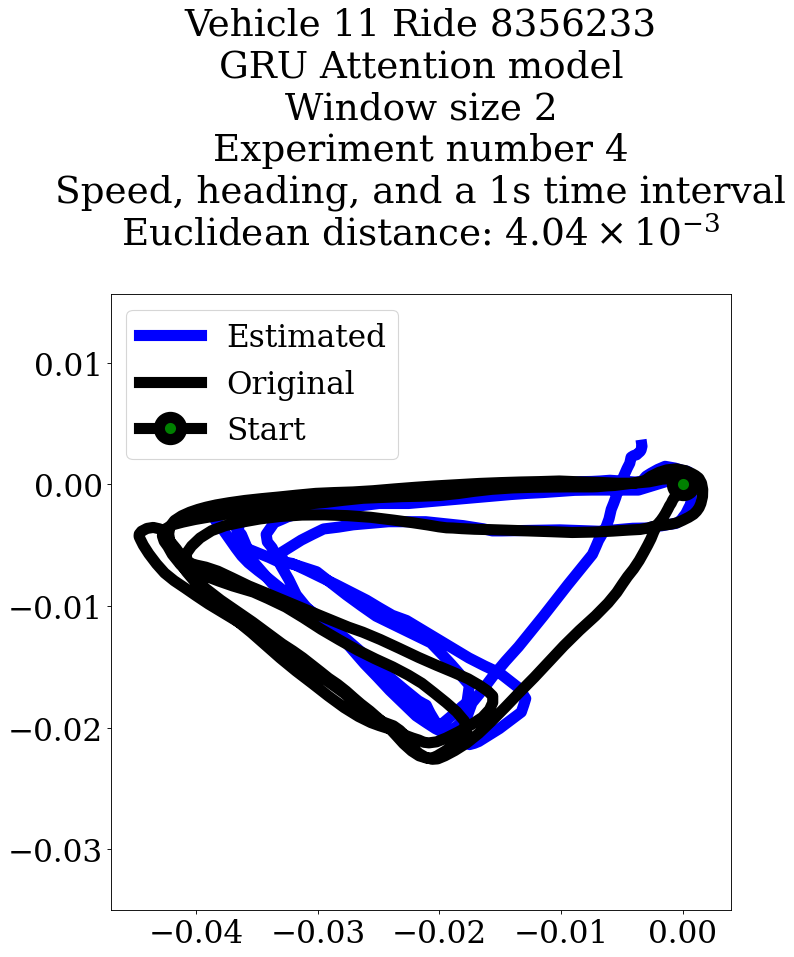 Vehicle 11 Ride 8356233
GRU Attention model
Window size 2
Experiment number 4
Speed, heading, and a 1s time interval
Euclidean distance: 4.04 × 10⁻³
Estimated
Original
Start
0.01
0.00
−0.01
−0.02
−0.03
−0.04
−0.03
−0.02
−0.01
0.00